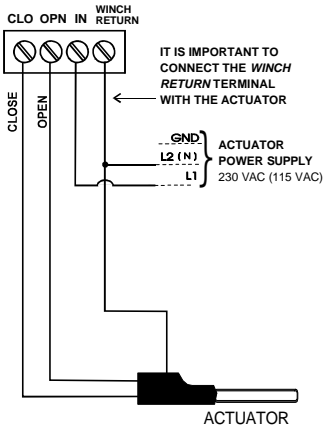 CLO OPN IN WINCH
RETURN
IT IS IMPORTANT TO
CONNECT THE WINCH
RETURN TERMINAL
WITH THE ACTUATOR
CLOSE
OPEN
GND
L2 (N)
L1
ACTUATOR
POWER SUPPLY
230 VAC (115 VAC)
ACTUATOR